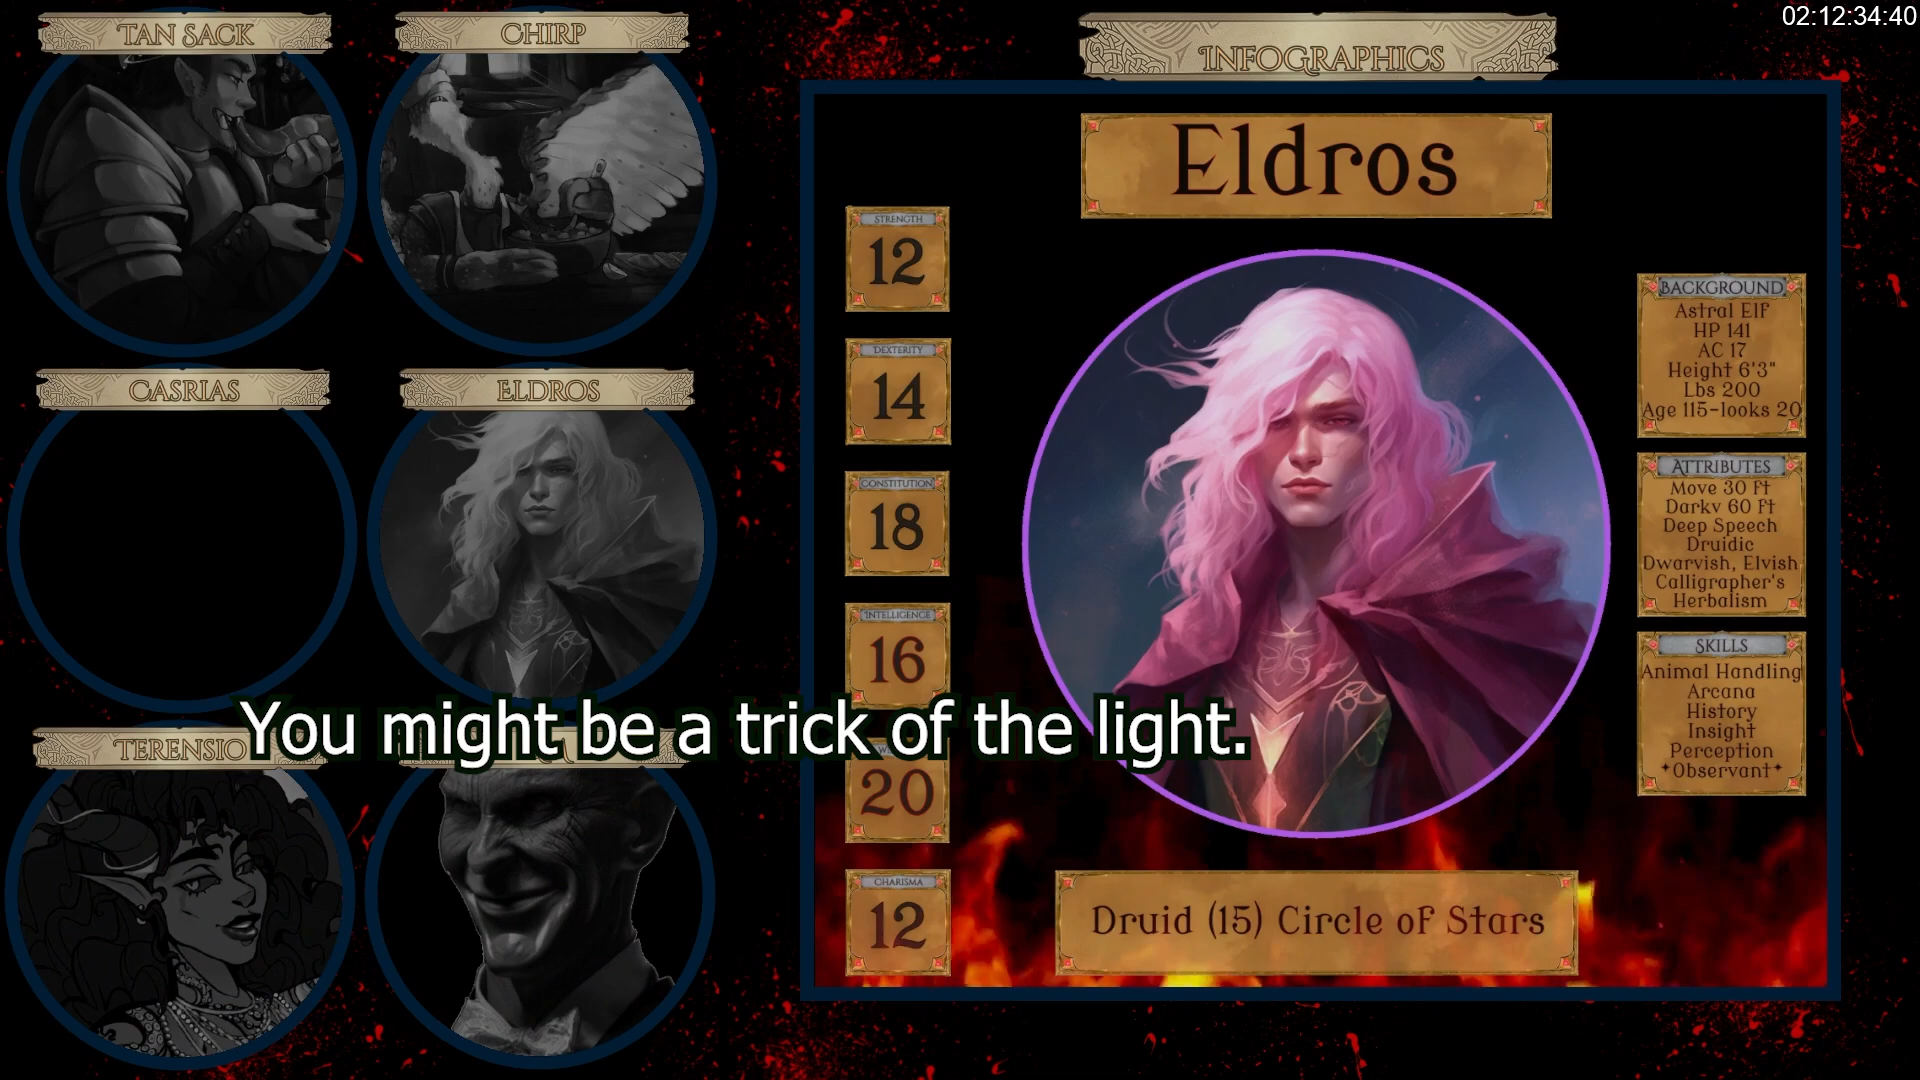 02:12:34:40
TAN SACK
CHIRP
INFOGRAPHICS
Eldros
STRENGTH
12
DEXTERITY
14
CONSTITUTION
18
INTELLIGENCE
16
20
CHARISMA
12
BACKGROUND
Astral Elf
HP 141
AC 17
Height 6'3"
Lbs 200
Age 115-looks 20
ATTRIBUTES
Move 30 ft
Darkv 60 ft
Deep Speech
Druidic
Dwarvish, Elvish
Calligrapher's
Herbalism
SKILLS
Animal Handling
Arcana
History
Insight
Perception
*Observant*
CASRIAS
ELDROS
You might be a trick of the light.
TERENSIO
Druid (15) Circle of Stars